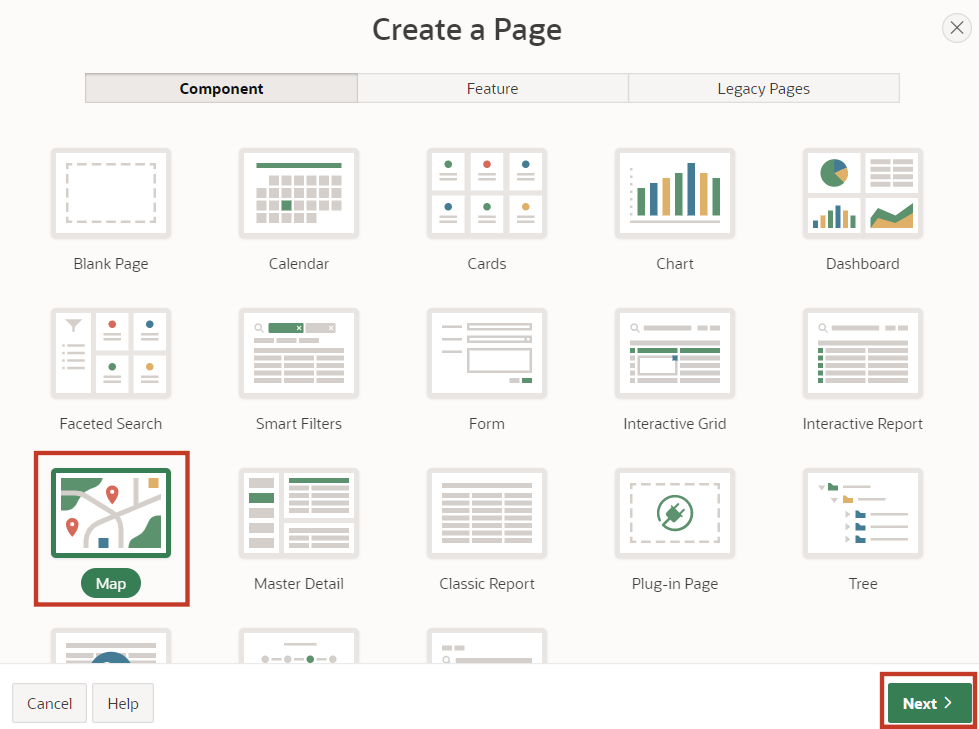 Create a Page
Component Feature Legacy Pages
Blank Page Calendar Cards Chart Dashboard
Faceted Search Smart Filters Form Interactive Grid Interactive Report
Map Master Detail Classic Report Plug-in Page Tree
Cancel Help Next